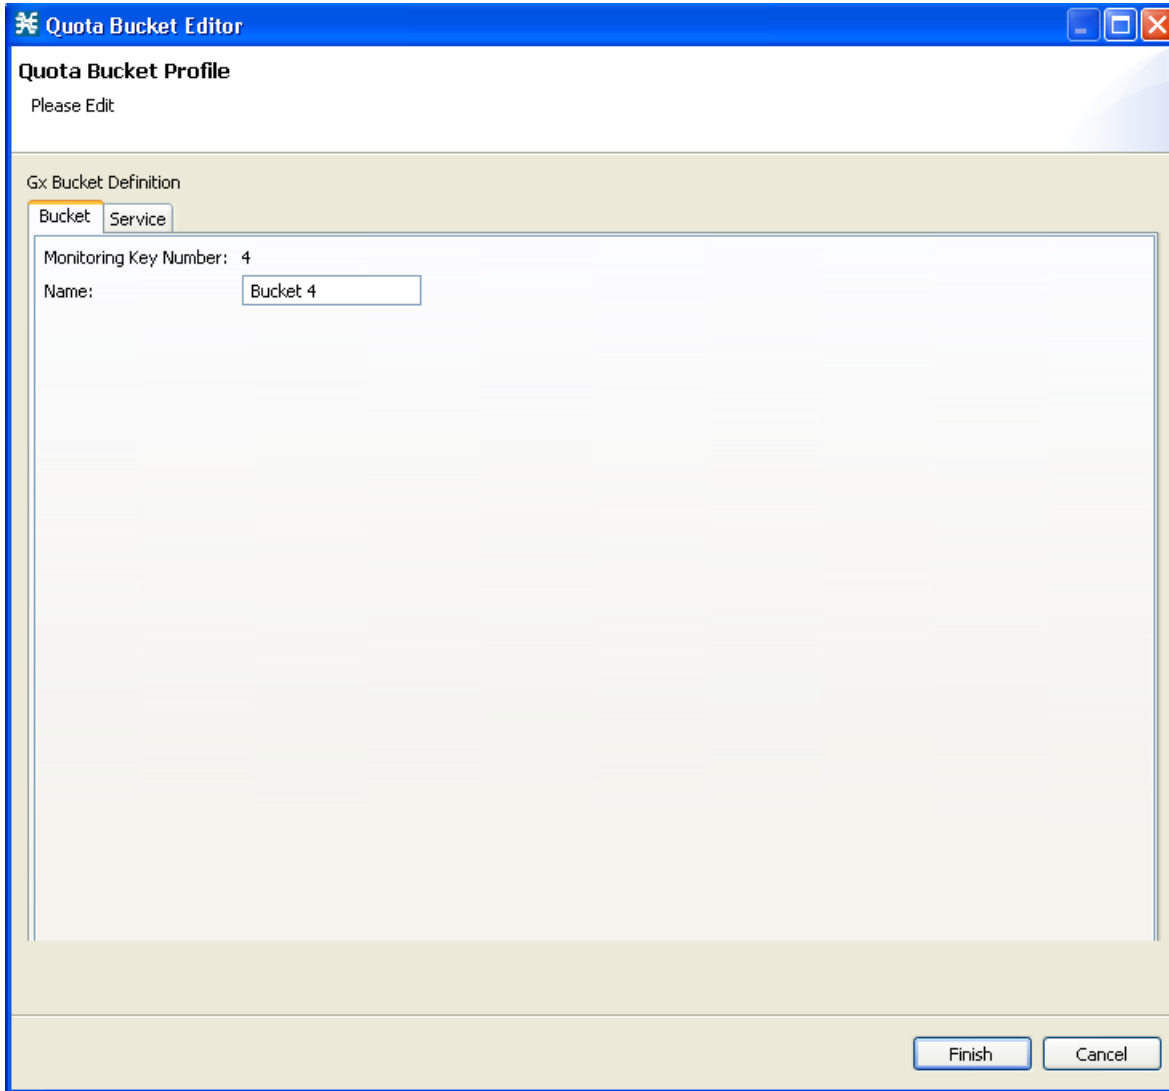 Quota Bucket Editor
Quota Bucket Profile
Please Edit
Gx Bucket Definition
Bucket Service
Monitoring Key Number: 4
Name: Bucket 4
Finish Cancel